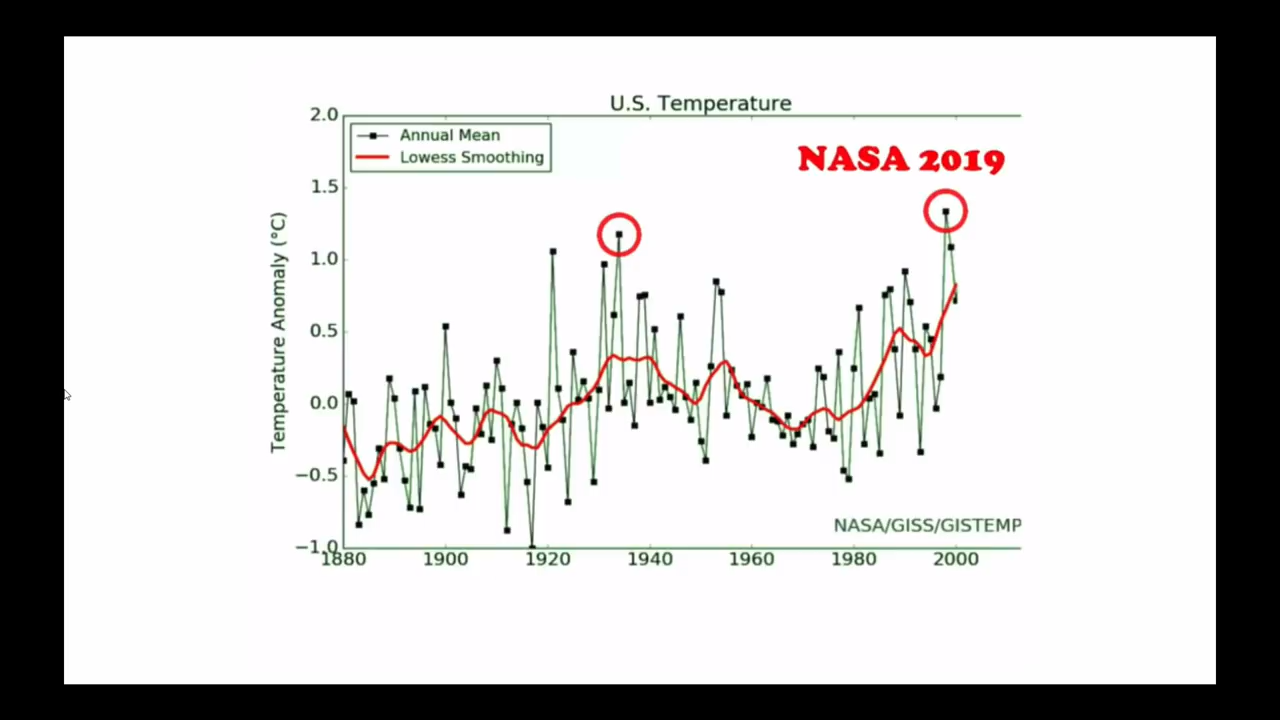 U.S. Temperature
Annual Mean
Lowess Smoothing
NASA 2019
Temperature Anomaly (°C)
2.0
1.5
1.0
0.5
0.0
−0.5
−1.0
NASA/GISS/GISTEMP
1880 1900 1920 1940 1960 1980 2000